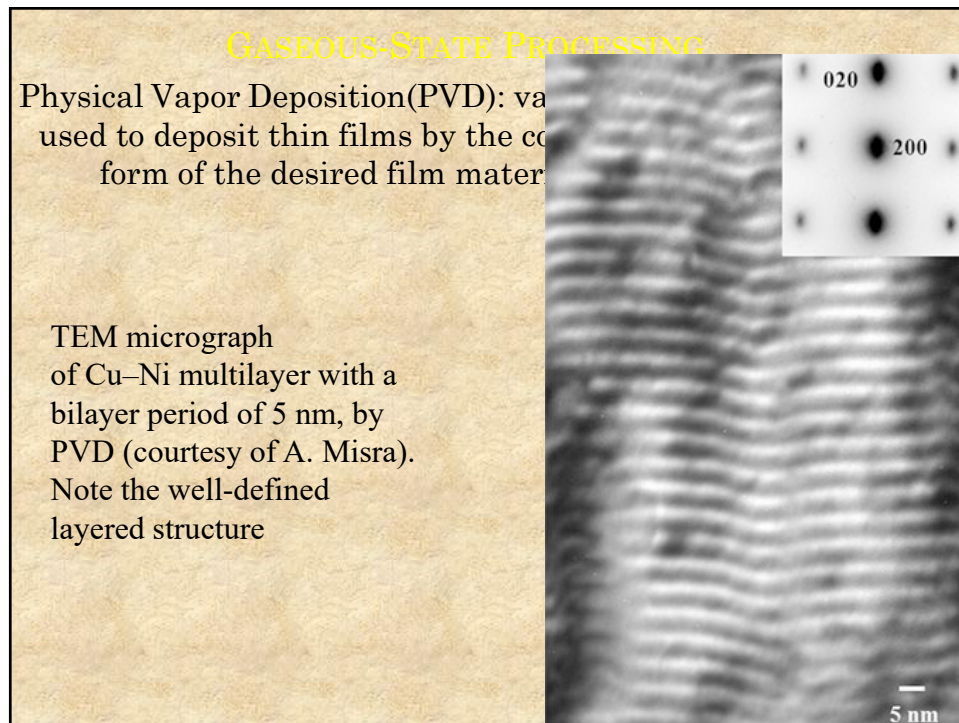 GASEOUS-STATE PROCESSING
Physical Vapor Deposition(PVD): va
used to deposit thin films by the co
form of the desired film mater
020
200
TEM micrograph
of Cu–Ni multilayer with a
bilayer period of 5 nm, by
PVD (courtesy of A. Misra).
Note the well-defined
layered structure
5 nm